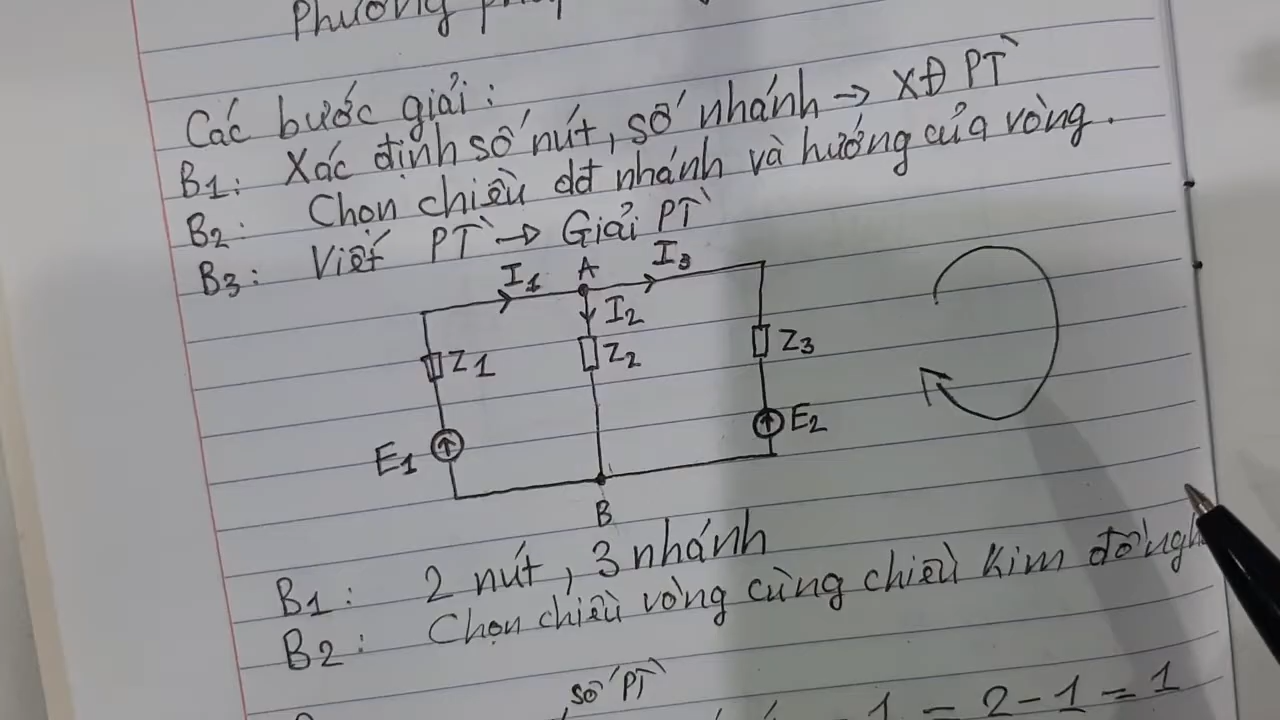 Phương
Các bước giải:
B1: Xác định số nút, số nhánh → XĐ PT
B2: Chọn chiều dđ nhánh và hướng của vòng.
B3: Viết PT → Giải PT
I1 A I3
I2
Z1 Z2 Z3
E1 E2
B
B1: 2 nút, 3 nhánh
B2: Chọn chiều vòng cùng chiều kim đồng
số PT
1 = 2-1 = 1